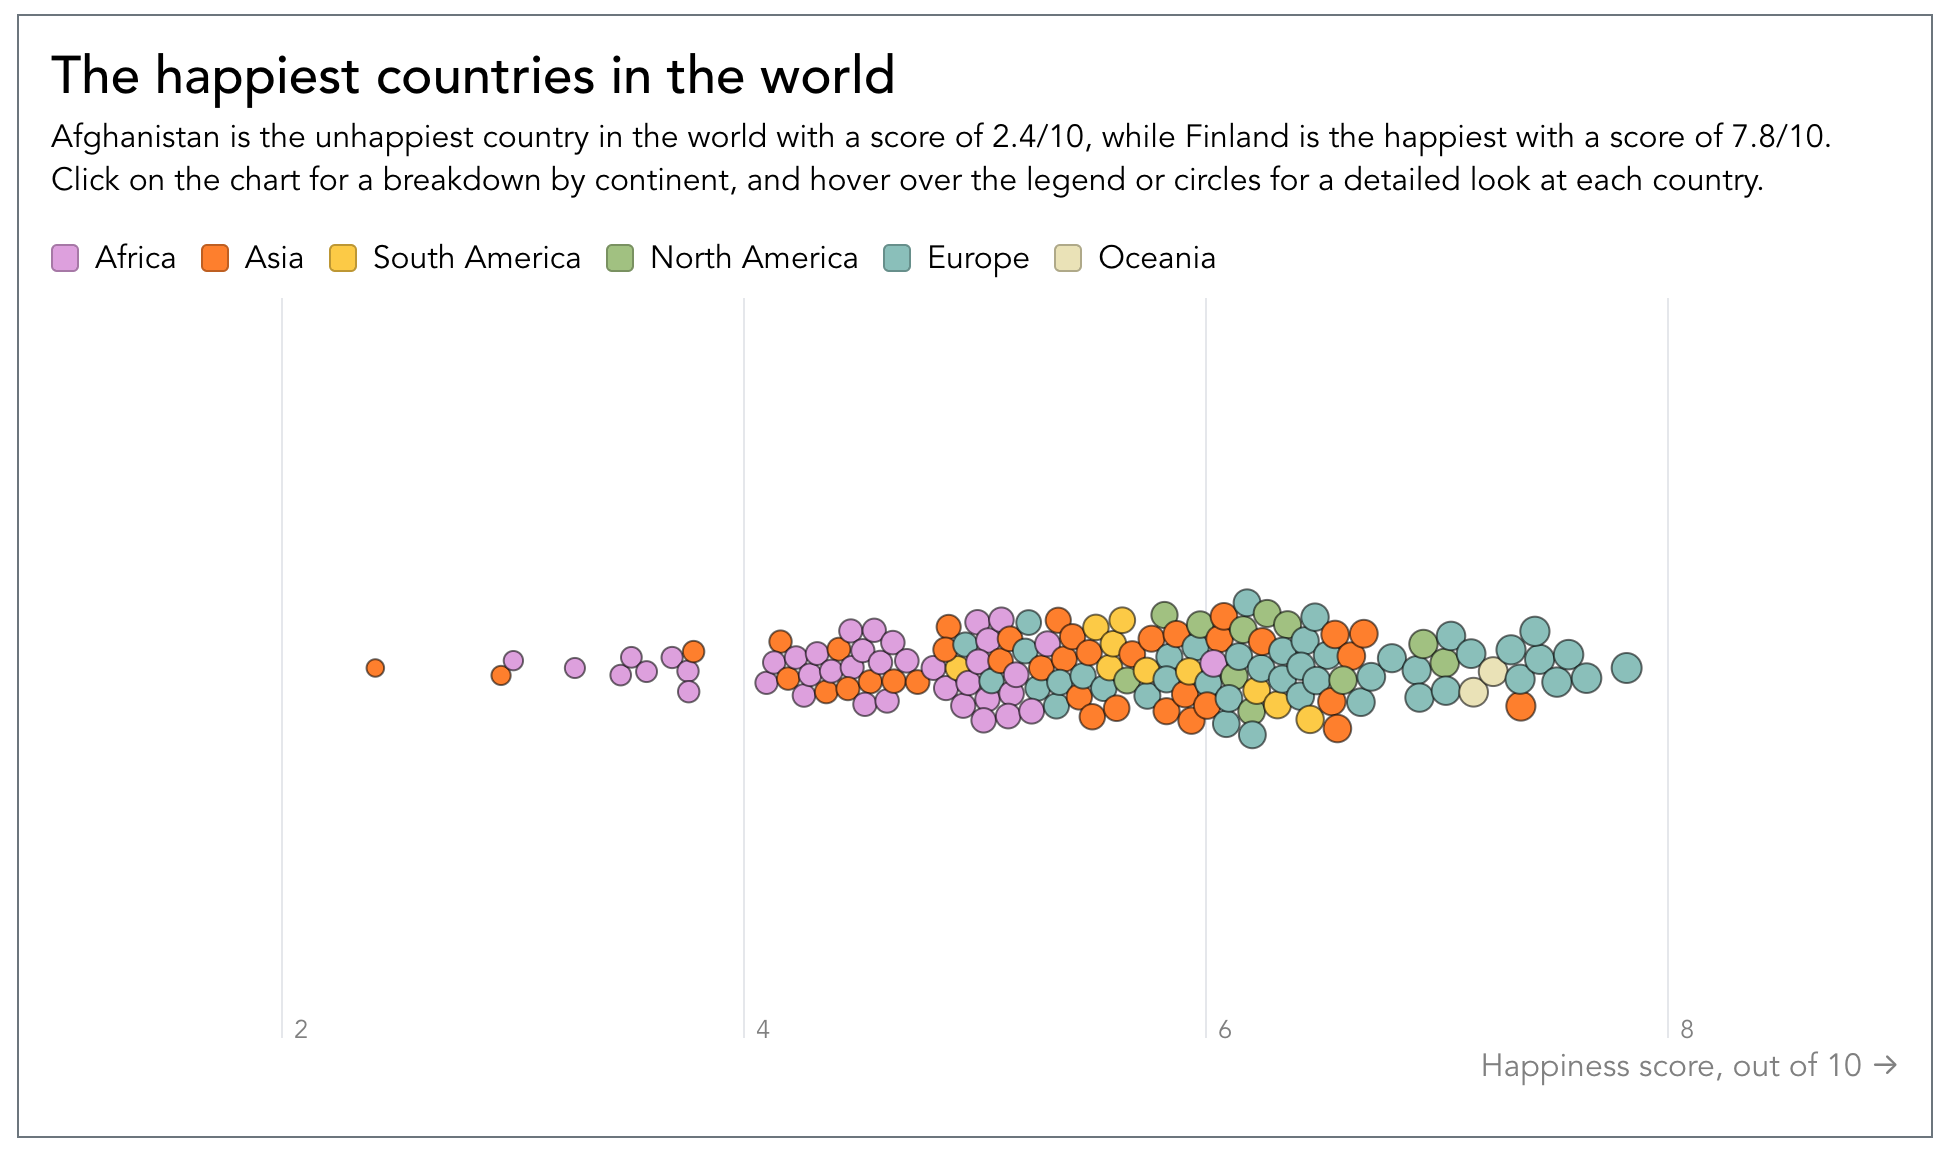 The happiest countries in the world
Afghanistan is the unhappiest country in the world with a score of 2.4/10, while Finland is the happiest with a score of 7.8/10.
Click on the chart for a breakdown by continent, and hover over the legend or circles for a detailed look at each country.
Africa Asia South America North America Europe Oceania
2 4 6 8
Happiness score, out of 10 →